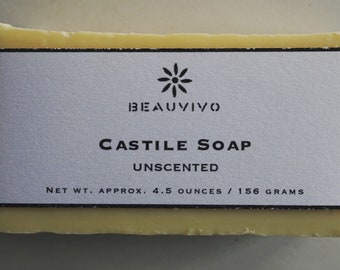 BEAUVIVO
CASTILE SOAP
UNSCENTED
NET WT. APPROX. 4.5 OUNCES / 156 GRAMS